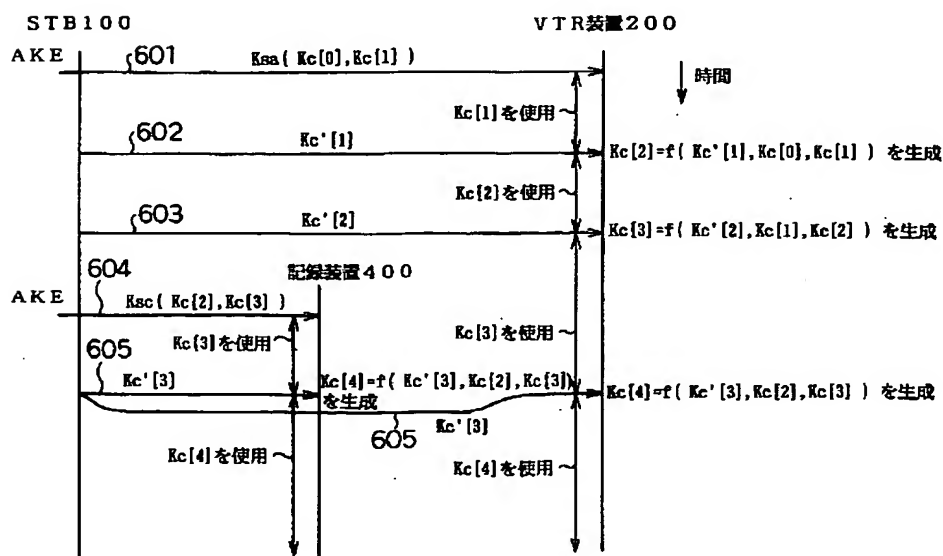 STB100
VTR装置200
AKE
601
Ksa( Kc[0],Kc[1] )
時間
Kc[1]を使用
602
Kc'[1]
Kc[2]=f( Kc'[1],Kc[0],Kc[1] ) を生成
Kc[2]を使用
603
Kc'[2]
Kc[3]=f( Kc'[2],Kc[1],Kc[2] ) を生成
604
記録装置400
AKE
Ksc( Kc[2],Kc[3] )
Kc[3]を使用
Kc[3]を使用
605
Kc'[3]
Kc[4]=f( Kc'[3],Kc[2],Kc[3])
を生成
Kc[4]=f( Kc'[3],Kc[2],Kc[3] ) を生成
605
Kc'[3]
Kc[4]を使用
Kc[4]を使用